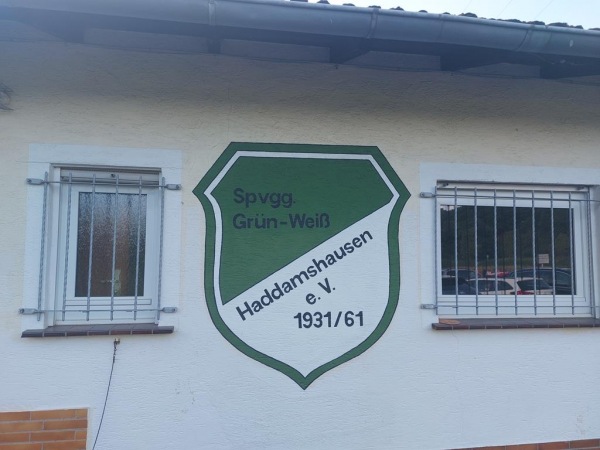 Spvgg.
Grün-Weiß
Haddamshausen
e.V.
1931/61